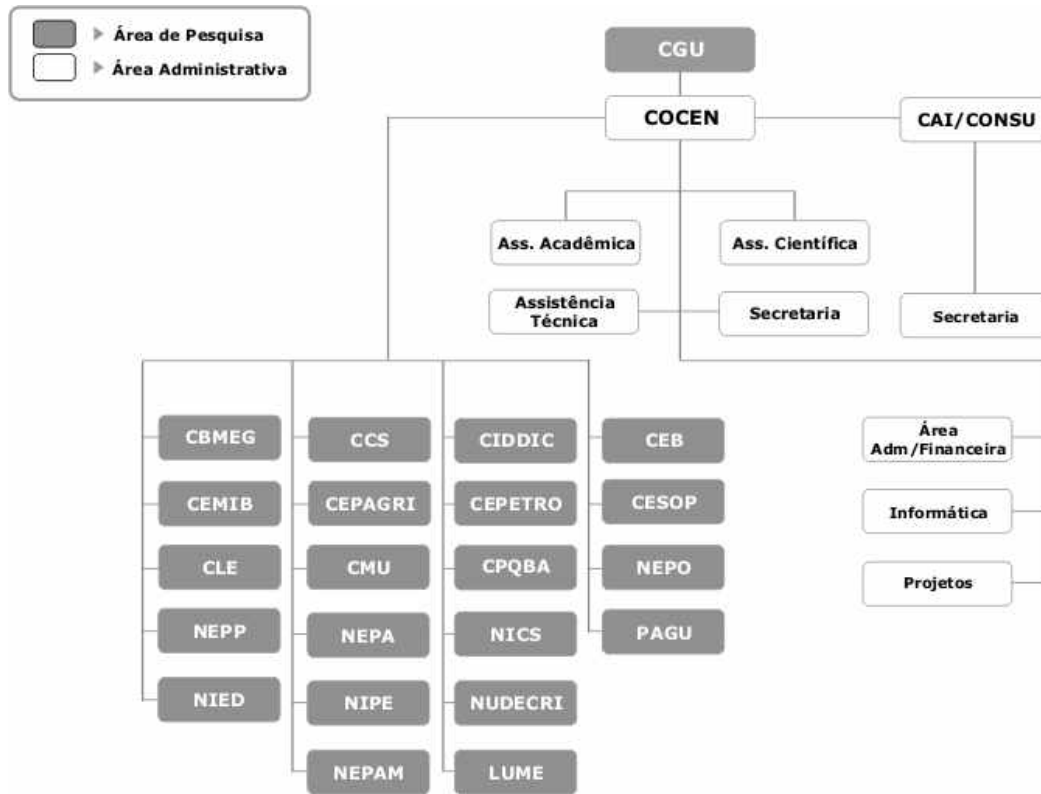 Área de Pesquisa
Área Administrativa
CGU
COCEN
CAI/CONSU
Ass. Acadêmica
Ass. Científica
Assistência
Técnica
Secretaria
Secretaria
CBMEG
CCS
CIDDIC
CEB
Área
Adm/Financeira
CEMIB
CEPAGRI
CEPETRO
CESOP
Informática
CLE
CMU
CPQBA
NEPO
Projetos
NEPP
NEPA
NICS
PAGU
NIED
NIPE
NUDECRI
NEPAM
LUME